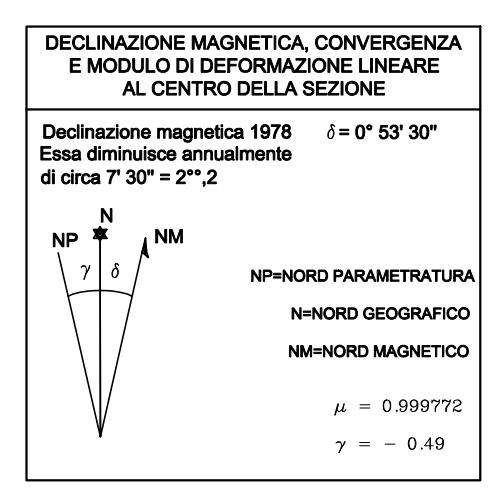 DECLINAZIONE MAGNETICA, CONVERGENZA
E MODULO DI DEFORMAZIONE LINEARE
AL CENTRO DELLA SEZIONE
Declinazione magnetica 1978 δ = 0° 53' 30"
Essa diminuisce annualmente
di circa 7' 30" = 2°°,2
N
NP NM
γ δ
NP=NORD PARAMETRATURA
N=NORD GEOGRAFICO
NM=NORD MAGNETICO
μ = 0.999772
γ = - 0.49